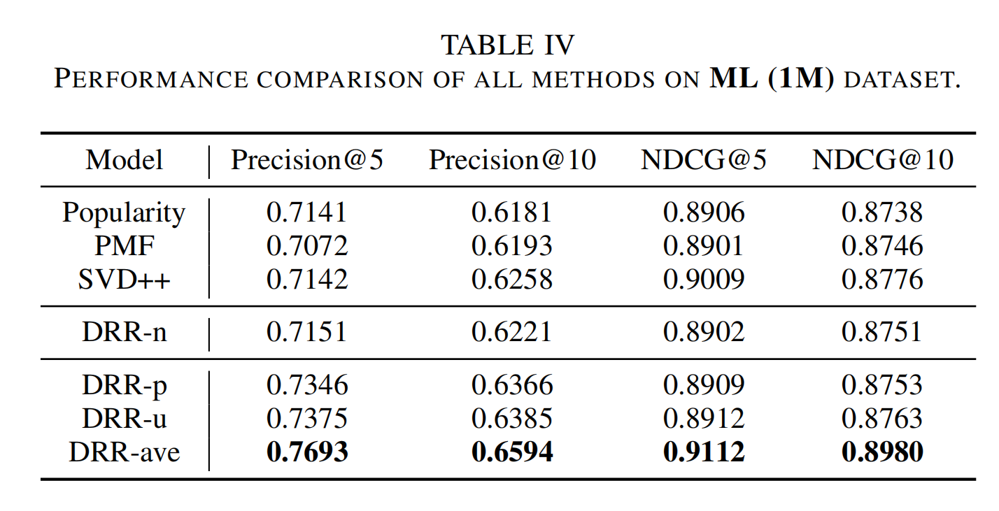 TABLE IV
PERFORMANCE COMPARISON OF ALL METHODS ON ML (1M) DATASET.
Model Precision@5 Precision@10 NDCG@5 NDCG@10
Popularity 0.7141 0.6181 0.8906 0.8738
PMF 0.7072 0.6193 0.8901 0.8746
SVD++ 0.7142 0.6258 0.9009 0.8776
DRR-n 0.7151 0.6221 0.8902 0.8751
DRR-p 0.7346 0.6366 0.8909 0.8753
DRR-u 0.7375 0.6385 0.8912 0.8763
DRR-ave 0.7693 0.6594 0.9112 0.8980